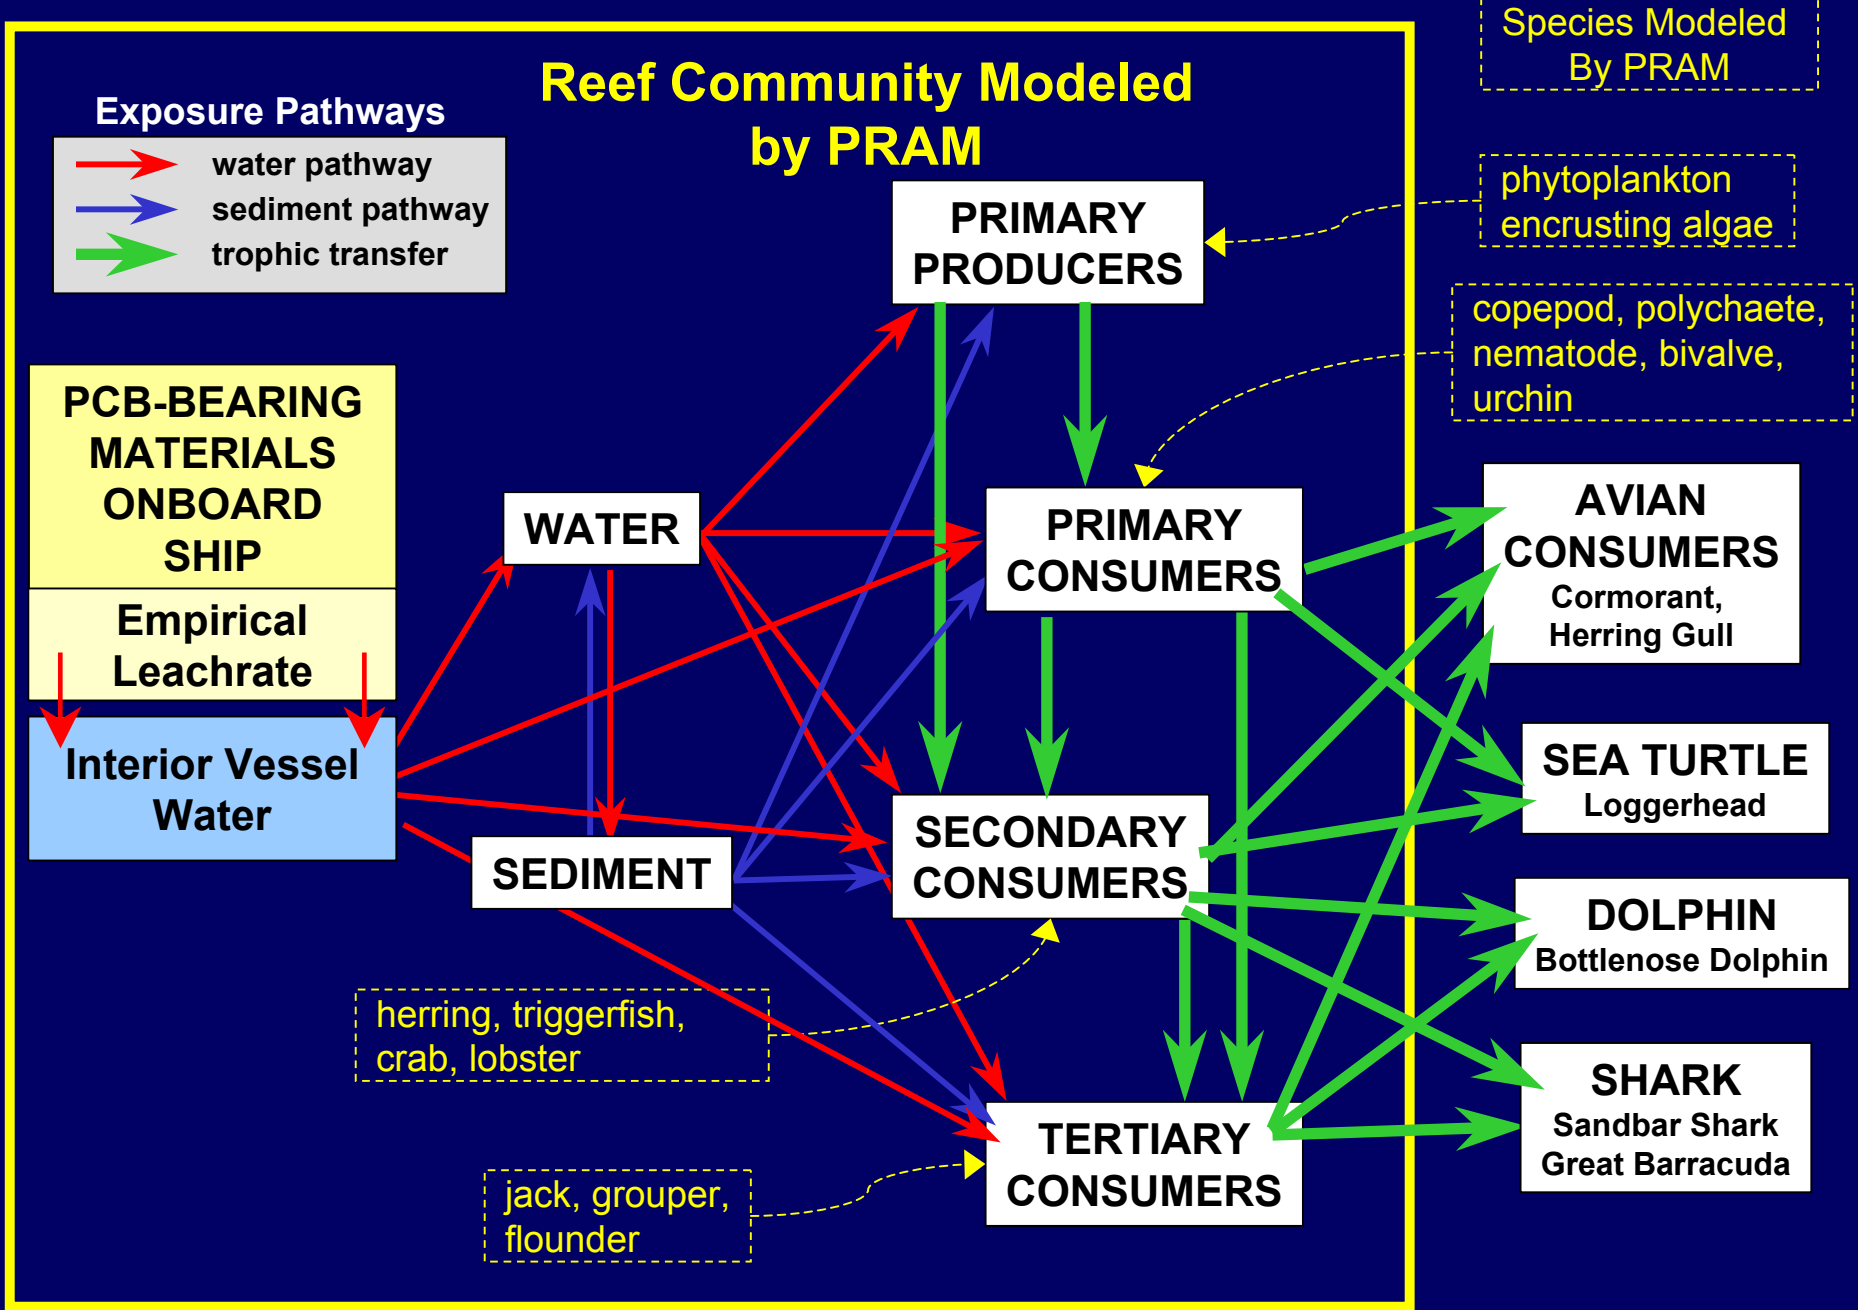 Species Modeled
By PRAM
Reef Community Modeled
by PRAM
Exposure Pathways
water pathway
sediment pathway
trophic transfer
PRIMARY
PRODUCERS
phytoplankton
encrusting algae
copepod, polychaete,
nematode, bivalve,
urchin
PCB-BEARING
MATERIALS
ONBOARD
SHIP
Empirical
Leachrate
Interior Vessel
Water
WATER
SEDIMENT
PRIMARY
CONSUMERS
AVIAN
CONSUMERS
Cormorant,
Herring Gull
SEA TURTLE
Loggerhead
SECONDARY
CONSUMERS
DOLPHIN
Bottlenose Dolphin
herring, triggerfish,
crab, lobster
SHARK
Sandbar Shark
Great Barracuda
TERTIARY
CONSUMERS
jack, grouper,
flounder